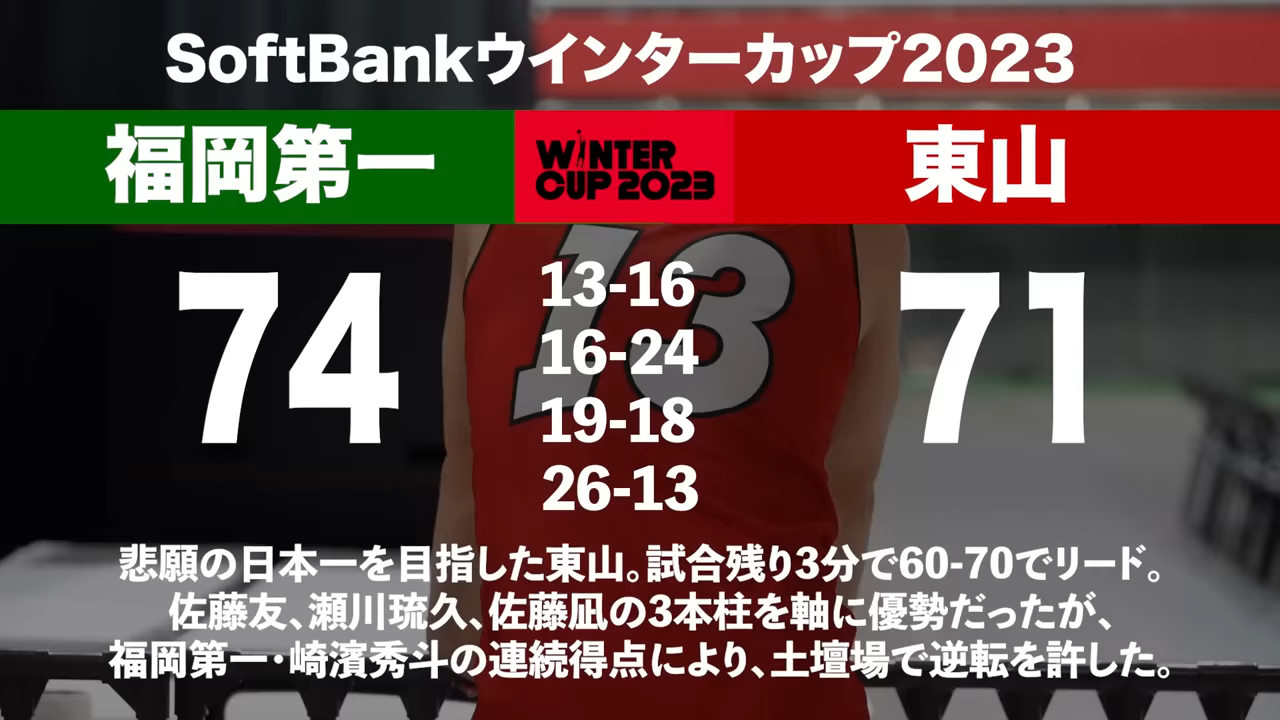 SoftBankウインターカップ2023
福岡第一
WINTER
CUP 2023
東山
74
13-16
16-24
19-18
26-13
71
13
悲願の日本一を目指した東山。試合残り3分で60-70でリード。
佐藤友、瀬川琉久、佐藤凪の3本柱を軸に優勢だったが、
福岡第一・崎濱秀斗の連続得点により、土壇場で逆転を許した。